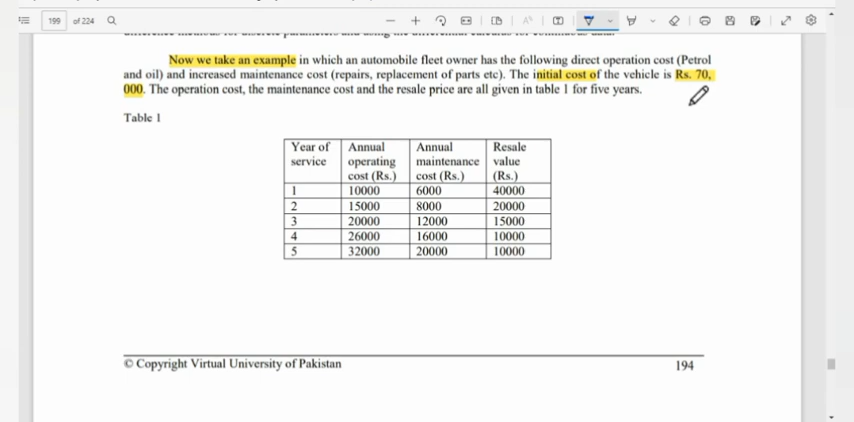 199 of 224
Now we take an example in which an automobile fleet owner has the following direct operation cost (Petrol
and oil) and increased maintenance cost (repairs, replacement of parts etc). The initial cost of the vehicle is Rs. 70,
000. The operation cost, the maintenance cost and the resale price are all given in table 1 for five years.
Table 1
Year of service Annual operating cost (Rs.) Annual maintenance cost (Rs.) Resale value (Rs.)
1 10000 6000 40000
2 15000 8000 20000
3 20000 12000 15000
4 26000 16000 10000
5 32000 20000 10000
© Copyright Virtual University of Pakistan 194